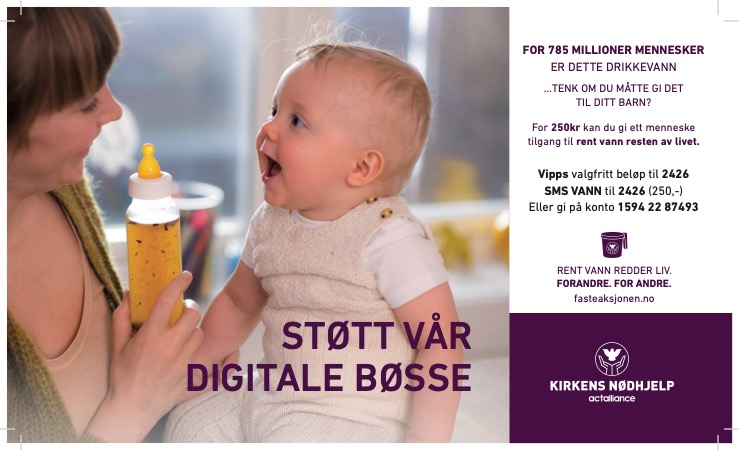 FOR 785 MILLIONER MENNESKER
ER DETTE DRIKKEVANN
...TENK OM DU MÅTTE GI DET
TIL DITT BARN?
For 250kr kan du gi ett menneske
tilgang til rent vann resten av livet.
Vipps valgfritt beløp til 2426
SMS VANN til 2426 (250,-)
Eller gi på konto 1594 22 87493
RENT VANN REDDER LIV.
FORANDRE. FOR ANDRE.
fasteaksjonen.no
STØTT VÅR
DIGITALE BØSSE
KIRKENS NØDHJELP
actalliance